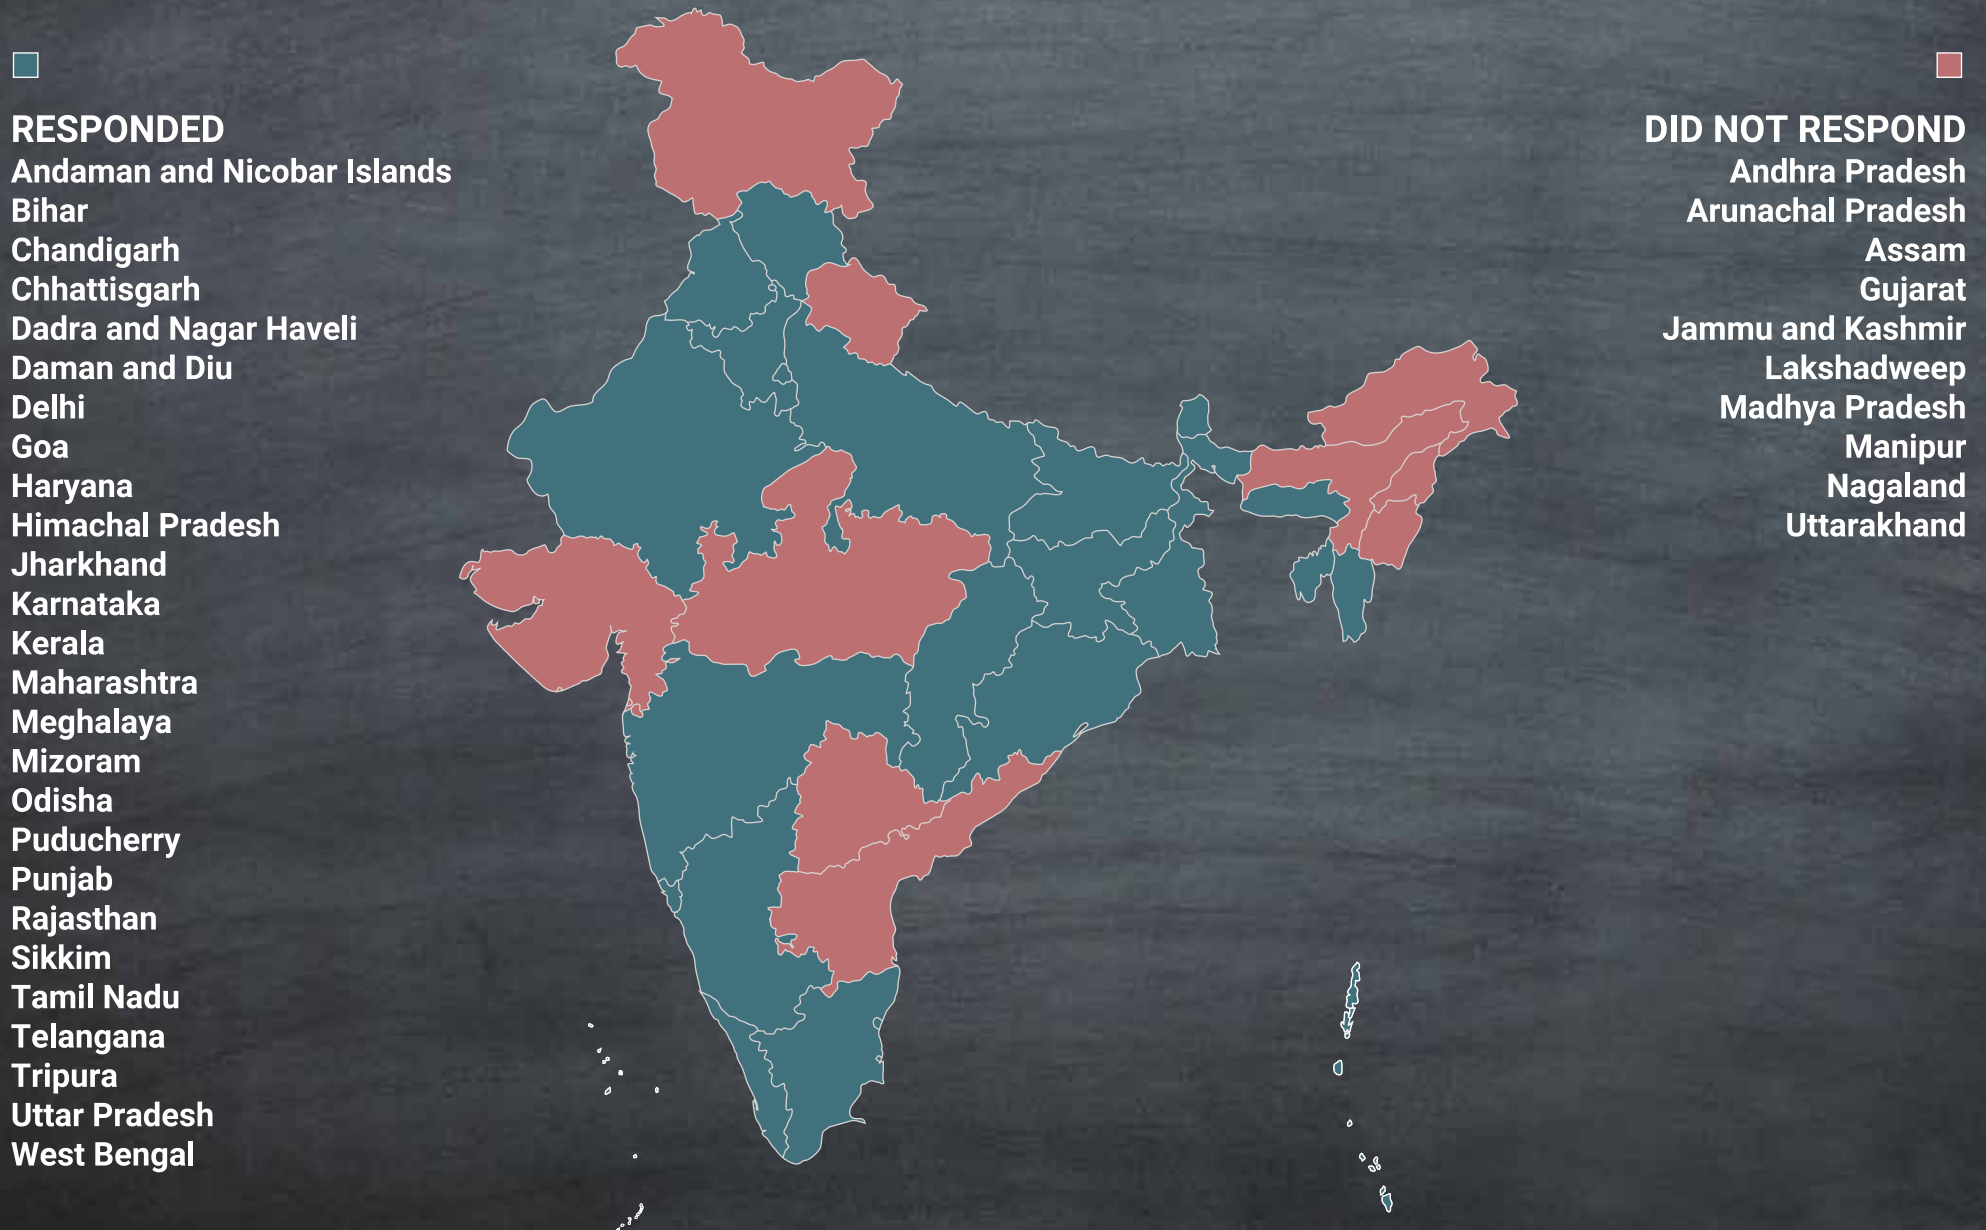 RESPONDED
Andaman and Nicobar Islands
Bihar
Chandigarh
Chhattisgarh
Dadra and Nagar Haveli
Daman and Diu
Delhi
Goa
Haryana
Himachal Pradesh
Jharkhand
Karnataka
Kerala
Maharashtra
Meghalaya
Mizoram
Odisha
Puducherry
Punjab
Rajasthan
Sikkim
Tamil Nadu
Telangana
Tripura
Uttar Pradesh
West Bengal
DID NOT RESPOND
Andhra Pradesh
Arunachal Pradesh
Assam
Gujarat
Jammu and Kashmir
Lakshadweep
Madhya Pradesh
Manipur
Nagaland
Uttarakhand